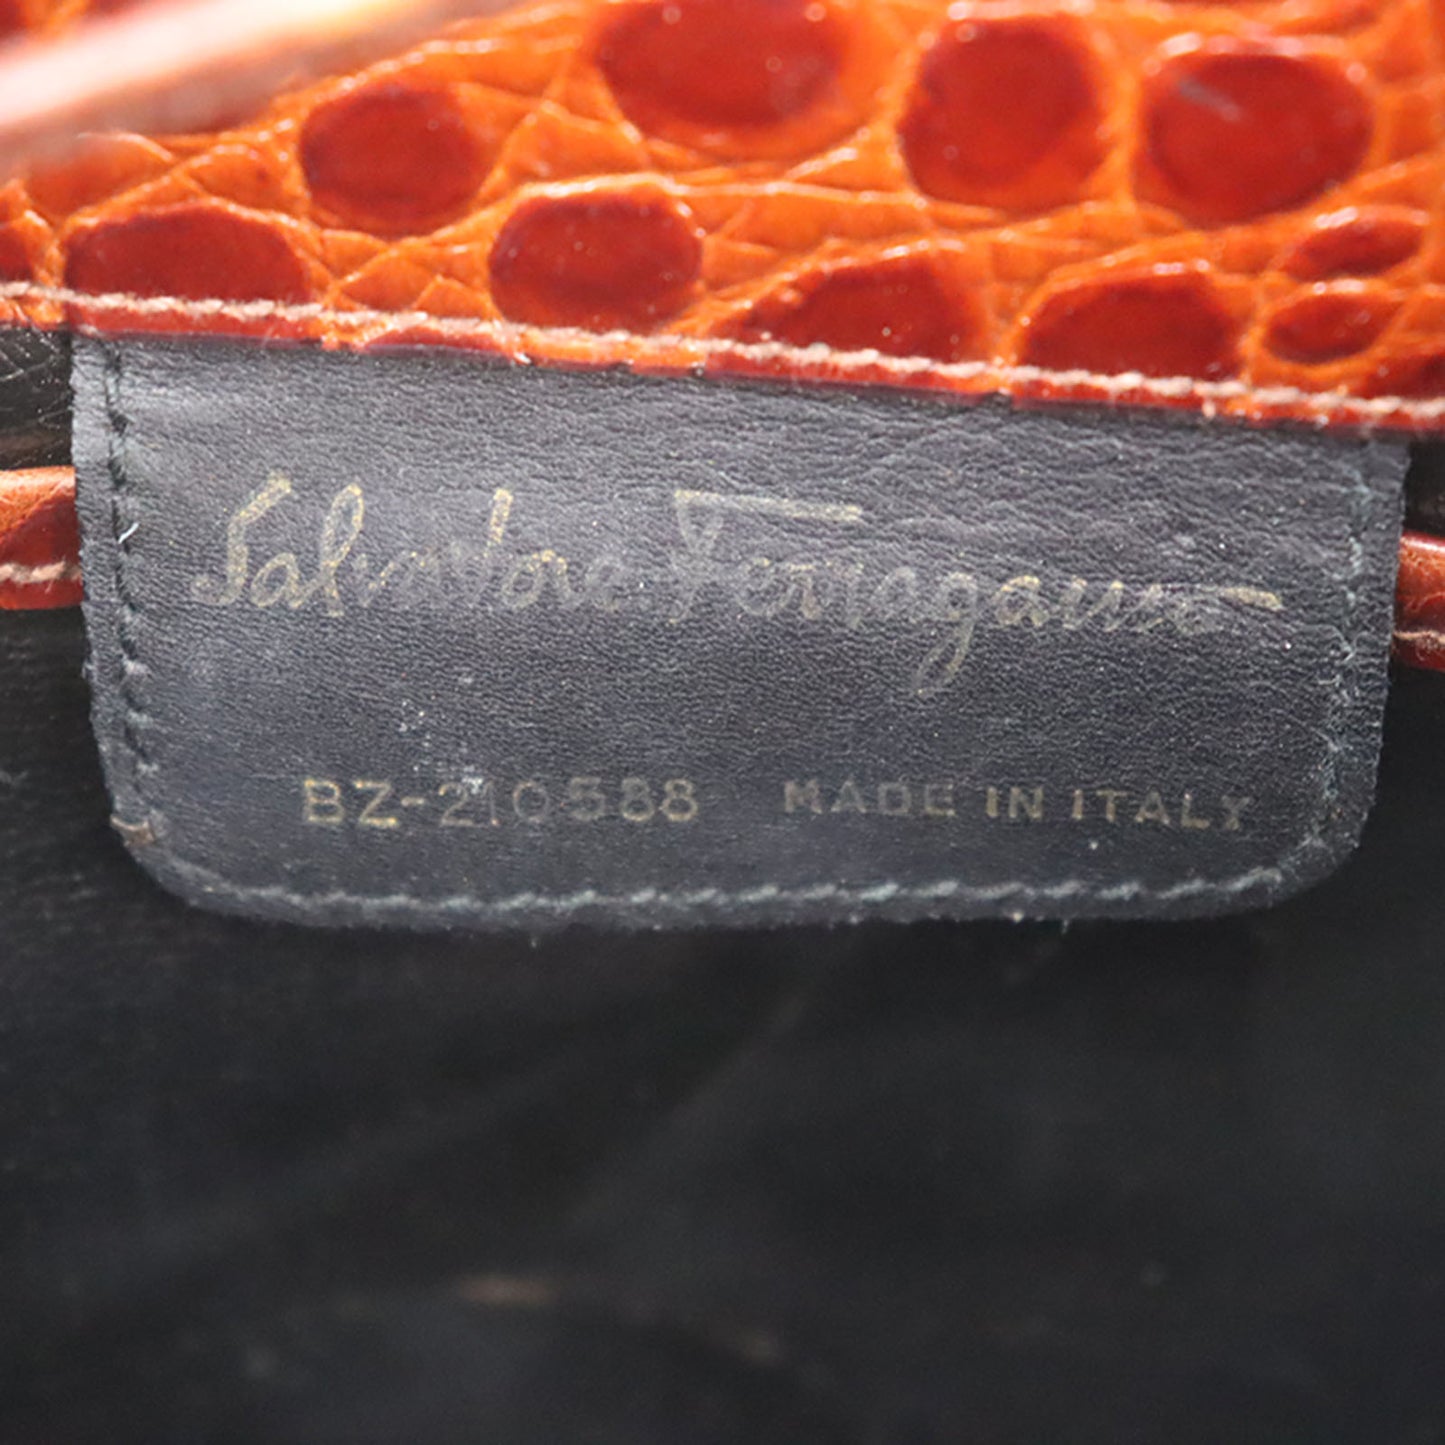 Salvatore Ferragamo
BZ-210588 MADE IN ITALY